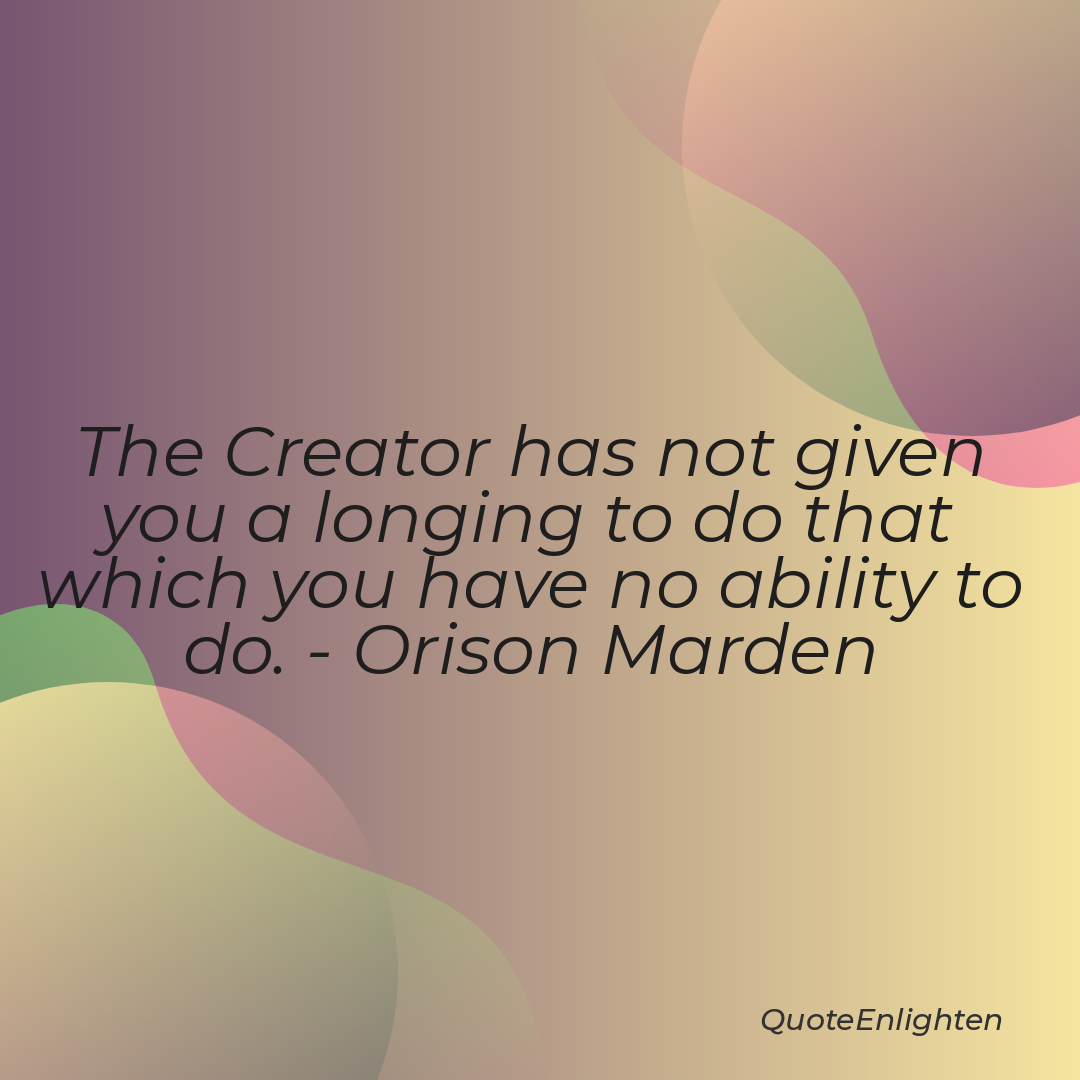 The Creator has not given
you a longing to do that
which you have no ability to
do. - Orison Marden
QuoteEnlighten